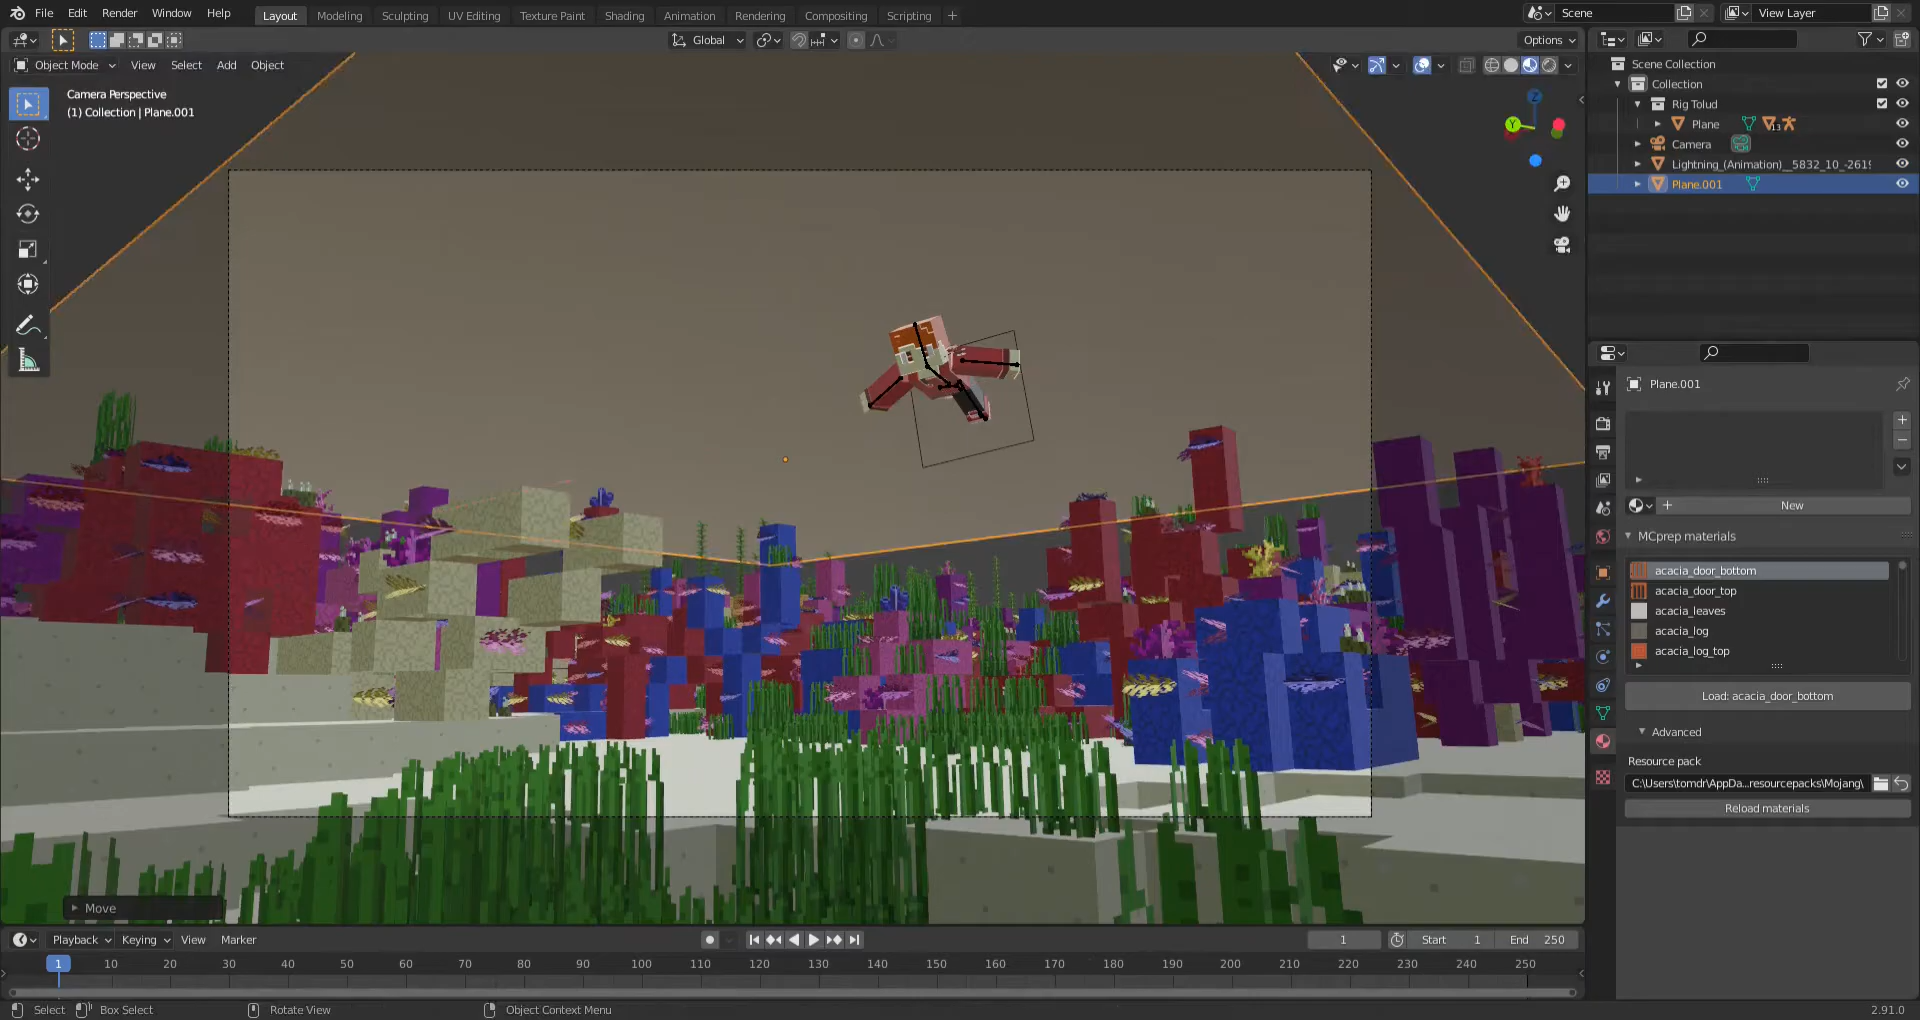 File Edit Render Window Help
Layout Modeling Sculpting UV Editing Texture Paint Shading Animation Rendering Compositing Scripting
Scene
View Layer
Global
Options
Object Mode View Select Add Object
Camera Perspective
(1) Collection | Plane.001
Z
Y
Move
Scene Collection
Collection
Rig Tolud
Plane
13
Camera
Lightning_(Animation)__5832_10_-261
Plane.001
Plane.001
New
MCprep materials
acacia_door_bottom
acacia_door_top
acacia_leaves
acacia_log
acacia_log_top
Load: acacia_door_bottom
Advanced
Resource pack
C:\Users\tomdr\AppDa...resourcepacks\Mojang\
Reload materials
Playback Keying View Marker
1
Start 1
End 250
1 10 20 30 40 50 60 70 80 90 100 110 120 130 140 150 160 170 180 190 200 210 220 230 240 250
Select Box Select Rotate View Object Context Menu
2.91.0